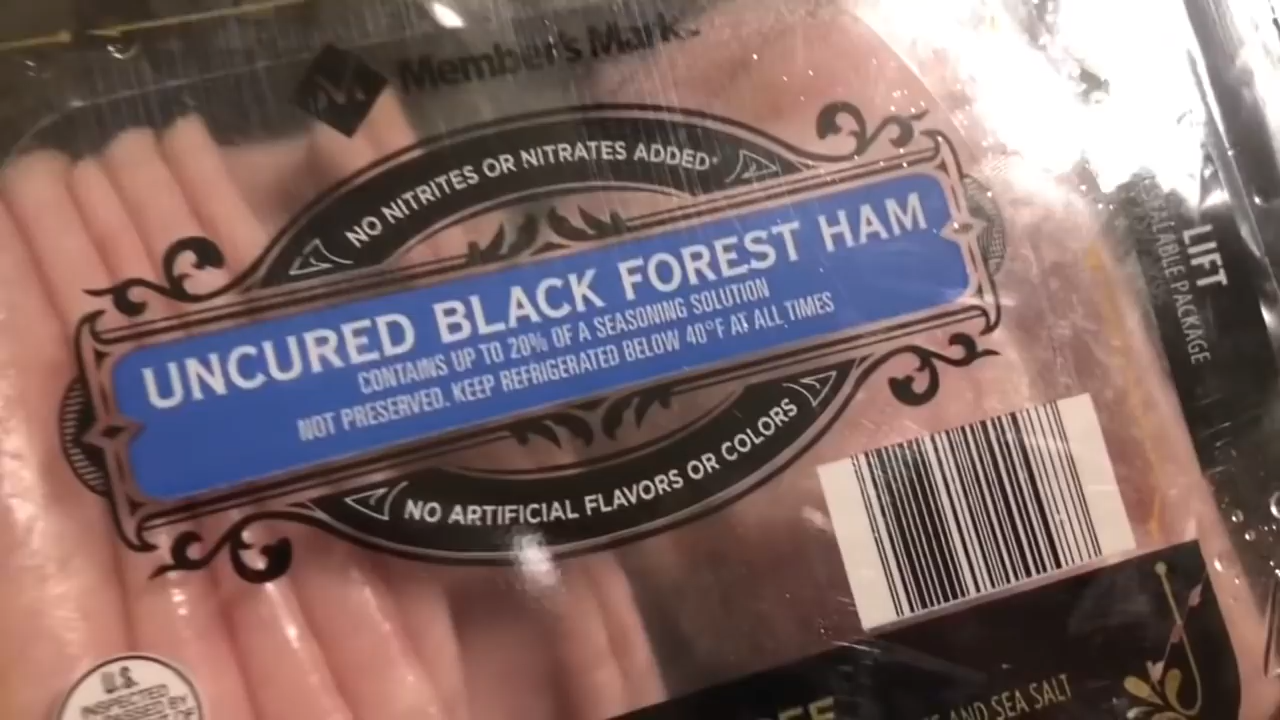 Member's Mark
NO NITRITES OR NITRATES ADDED*
UNCURED BLACK FOREST HAM
CONTAINS UP TO 20% OF A SEASONING SOLUTION
NOT PRESERVED. KEEP REFRIGERATED BELOW 40°F AT ALL TIMES
NO ARTIFICIAL FLAVORS OR COLORS
LIFT
PACKAGE
U.S.
INSPECTED
AND SEA SALT